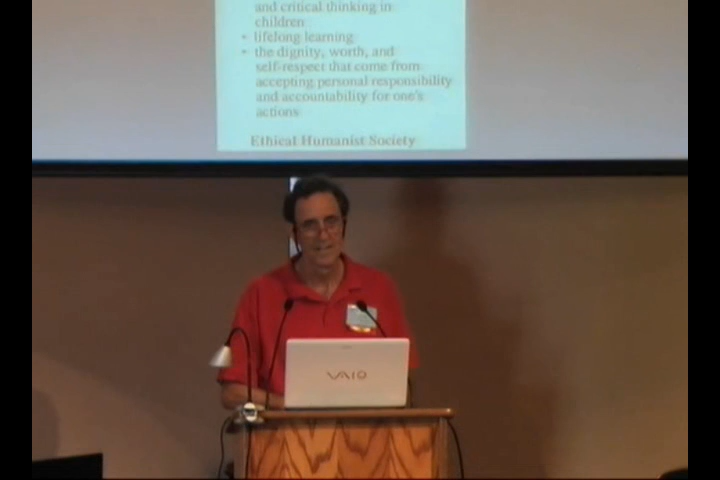 and critical thinking in
children
- lifelong learning
- the dignity, worth, and
self-respect that come from
accepting personal responsibility
and accountability for one's
actions
Ethical Humanist Society
VAIO